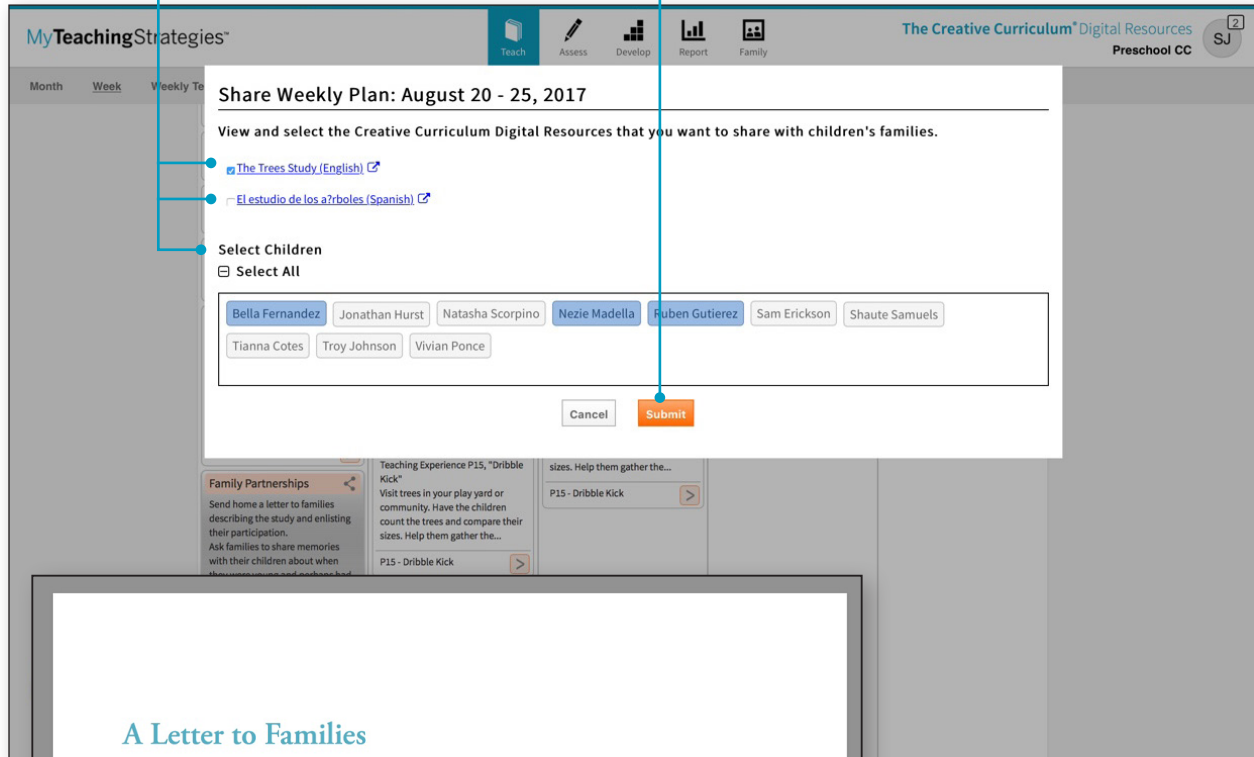 MyTeachingStrategies™
Teach
Assess
Develop
Report
Family
The Creative Curriculum® Digital Resources
Preschool CC
SJ
2
Month Week Weekly Te
Share Weekly Plan: August 20 - 25, 2017
View and select the Creative Curriculum Digital Resources that you want to share with children's families.
The Trees Study (English)
El estudio de los a?rboles (Spanish)
Select Children
Select All
Bella Fernandez Jonathan Hurst Natasha Scorpino Nezie Madella Ruben Gutierez Sam Erickson Shaute Samuels
Tianna Cotes Troy Johnson Vivian Ponce
Cancel Submit
Family Partnerships
Send home a letter to families
describing the study and enlisting
their participation.
Ask families to share memories
with their children about when
they were young and perhaps had
Teaching Experience P15, "Dribble
Kick"
Visit trees in your play yard or
community. Have the children
count the trees and compare their
sizes. Help them gather the...
P15 - Dribble Kick
sizes. Help them gather the...
P15 - Dribble Kick
A Letter to Families